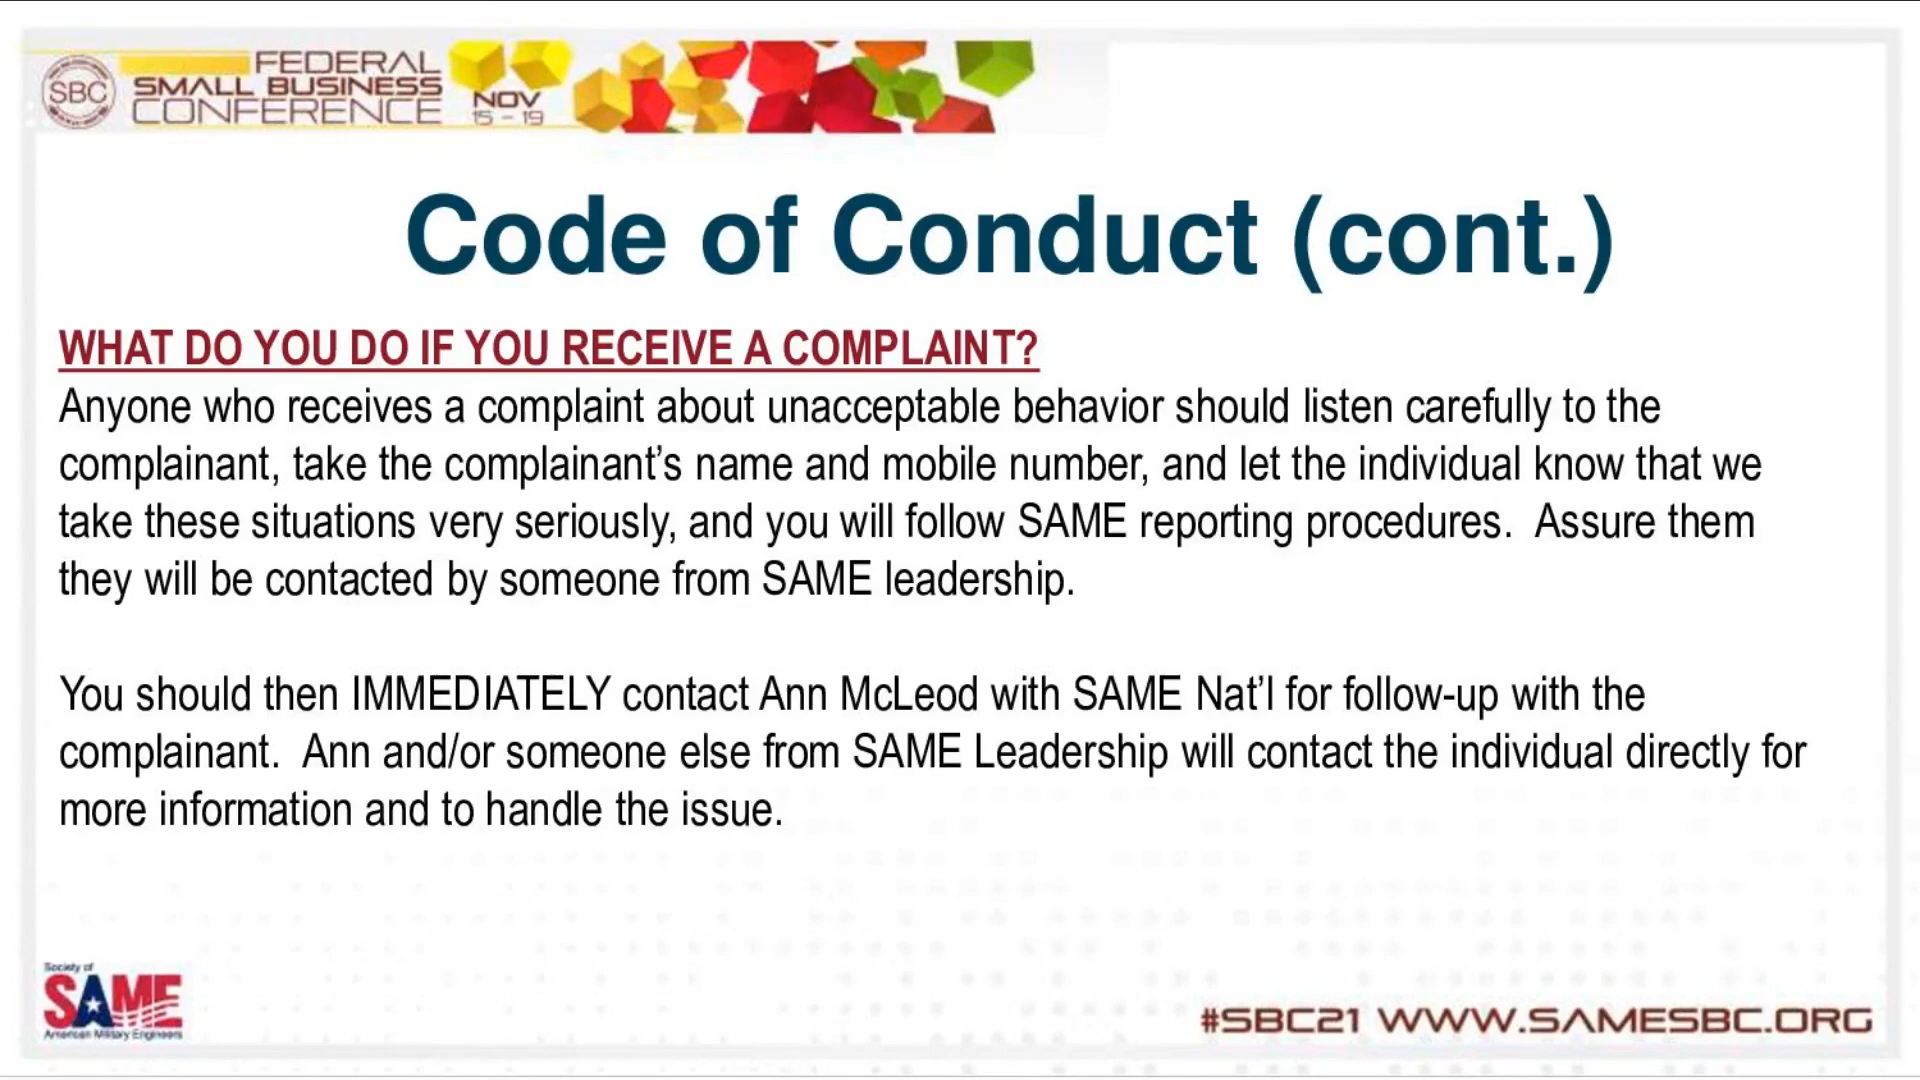 SBC
FEDERAL
SMALL BUSINESS
CONFERENCE
NOV
15 – 19
Code of Conduct (cont.)
WHAT DO YOU DO IF YOU RECEIVE A COMPLAINT?
Anyone who receives a complaint about unacceptable behavior should listen carefully to the
complainant, take the complainant’s name and mobile number, and let the individual know that we
take these situations very seriously, and you will follow SAME reporting procedures.  Assure them
they will be contacted by someone from SAME leadership.
You should then IMMEDIATELY contact Ann McLeod with SAME Nat’l for follow-up with the
complainant.  Ann and/or someone else from SAME Leadership will contact the individual directly for
more information and to handle the issue.
Society of
SAME
American Military Engineers
#SBC21 WWW.SAMESBC.ORG